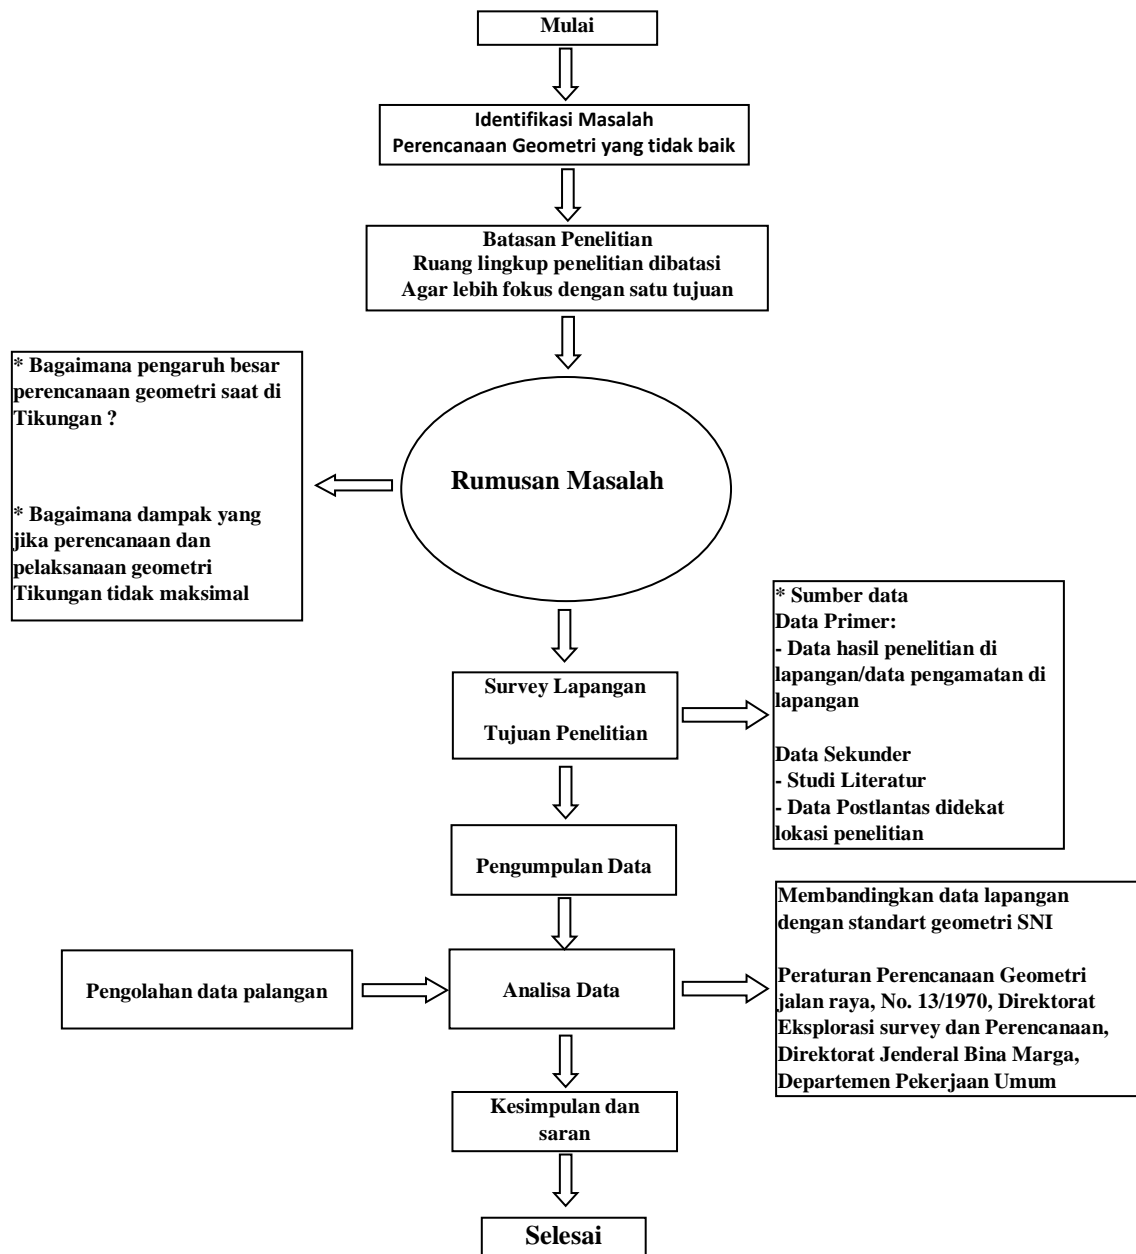 Mulai
Identifikasi Masalah
Perencanaan Geometri yang tidak baik
Batasan Penelitian
Ruang lingkup penelitian dibatasi
Agar lebih fokus dengan satu tujuan
* Bagaimana pengaruh besar
perencanaan geometri saat di
Tikungan ?
* Bagaimana dampak yang
jika perencanaan dan
pelaksanaan geometri
Tikungan tidak maksimal
Rumusan Masalah
* Sumber data
Data Primer:
- Data hasil penelitian di
lapangan/data pengamatan di
lapangan
Data Sekunder
- Studi Literatur
- Data Postlantas didekat
lokasi penelitian
Survey Lapangan
Tujuan Penelitian
Pengumpulan Data
Membandingkan data lapangan
dengan standart geometri SNI
Peraturan Perencanaan Geometri
jalan raya, No. 13/1970, Direktorat
Eksplorasi survey dan Perencanaan,
Direktorat Jenderal Bina Marga,
Departemen Pekerjaan Umum
Pengolahan data palangan
Analisa Data
Kesimpulan dan
saran
Selesai